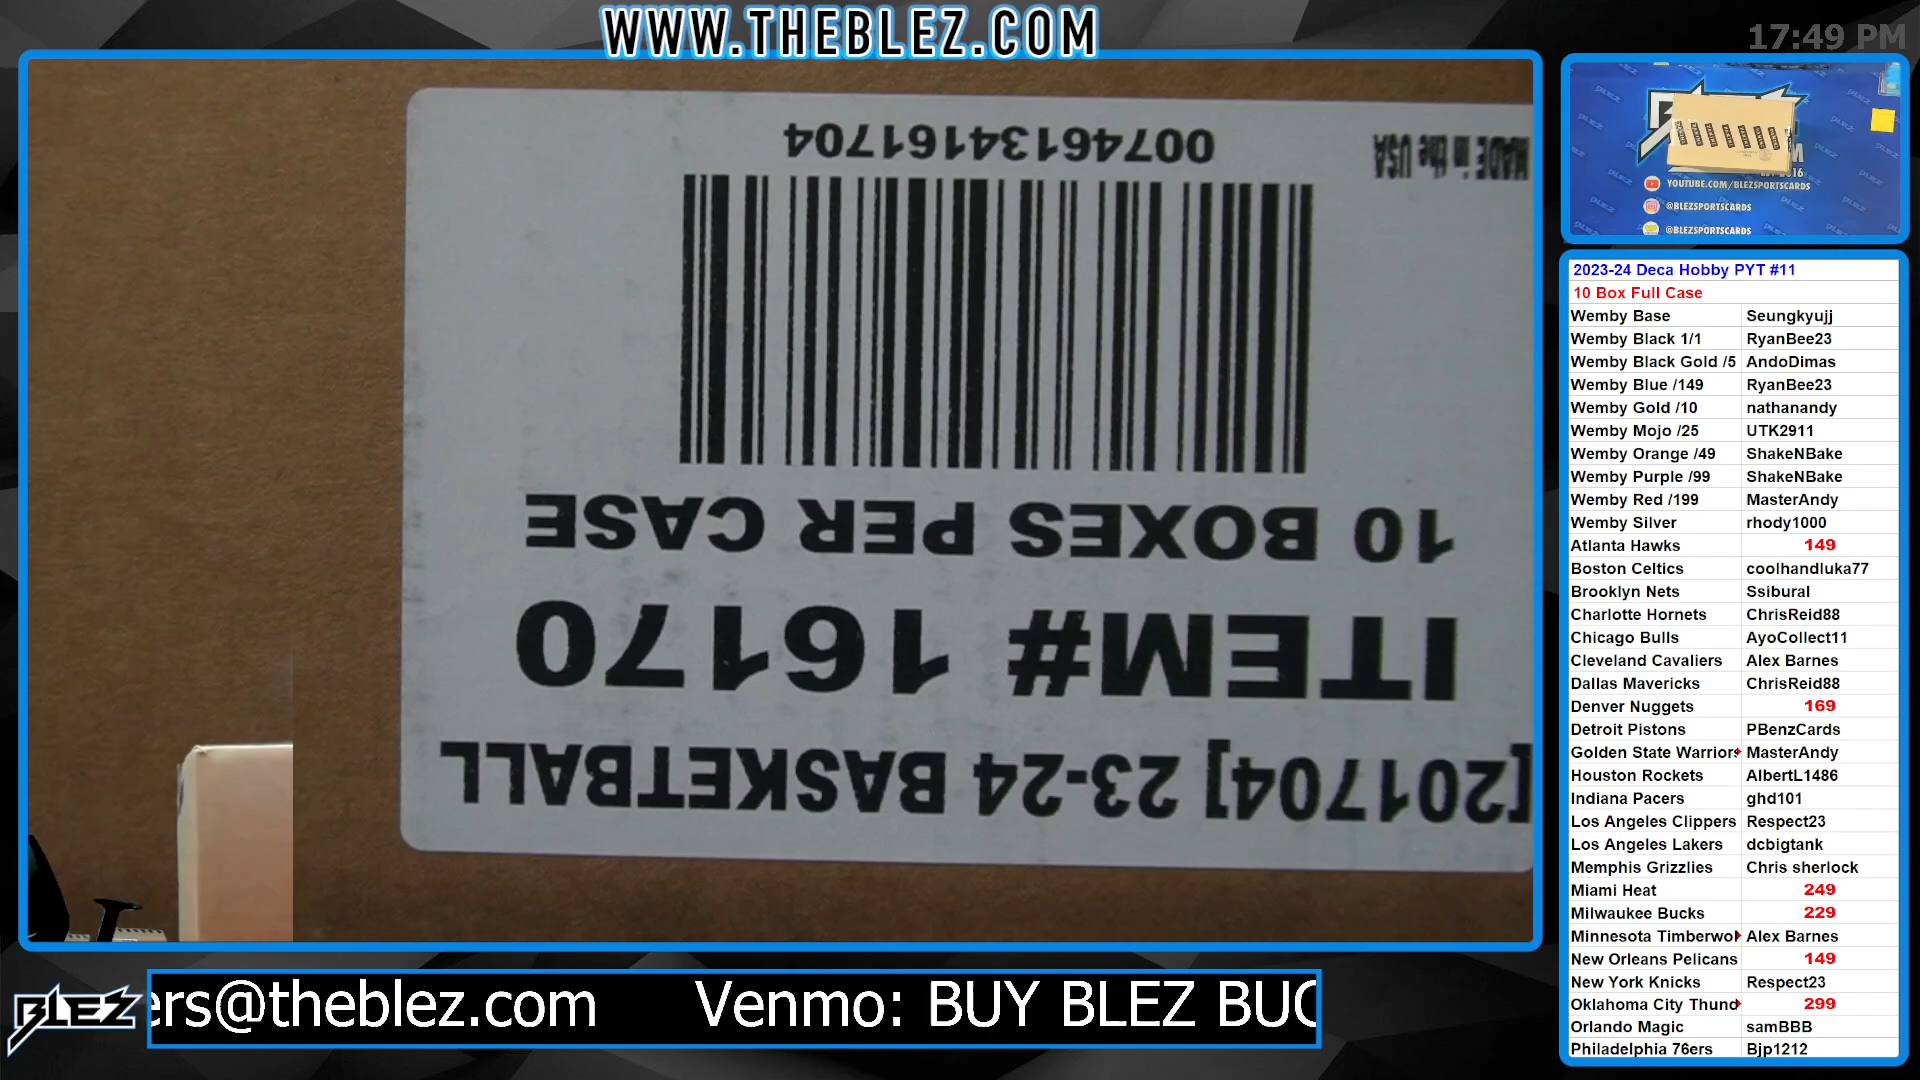 WWW.THEBLEZ.COM
17:49 PM
[201704] 23-24 BASKETBALL
ITEM# 16170
10 BOXES PER CASE
00746134161704
MADE in the USA
YOUTUBE.COM/BLEZSPORTSCARDS
@BLEZSPORTSCARDS
@BLEZSPORTSCARDS
2023-24 Deca Hobby PYT #11
10 Box Full Case
Wemby Base Seungkyujj
Wemby Black 1/1 RyanBee23
Wemby Black Gold /5 AndoDimas
Wemby Blue /149 RyanBee23
Wemby Gold /10 nathanandy
Wemby Mojo /25 UTK2911
Wemby Orange /49 ShakeNBake
Wemby Purple /99 ShakeNBake
Wemby Red /199 MasterAndy
Wemby Silver rhody1000
Atlanta Hawks 149
Boston Celtics coolhandluka77
Brooklyn Nets Ssibural
Charlotte Hornets ChrisReid88
Chicago Bulls AyoCollect11
Cleveland Cavaliers Alex Barnes
Dallas Mavericks ChrisReid88
Denver Nuggets 169
Detroit Pistons PBenzCards
Golden State Warriors MasterAndy
Houston Rockets AlbertL1486
Indiana Pacers ghd101
Los Angeles Clippers Respect23
Los Angeles Lakers dcbigtank
Memphis Grizzlies Chris sherlock
Miami Heat 249
Milwaukee Bucks 229
Minnesota Timberwol Alex Barnes
New Orleans Pelicans 149
New York Knicks Respect23
Oklahoma City Thund 299
Orlando Magic samBBB
Philadelphia 76ers Bjp1212
BLEZ
ers@theblez.com Venmo: BUY BLEZ BUC